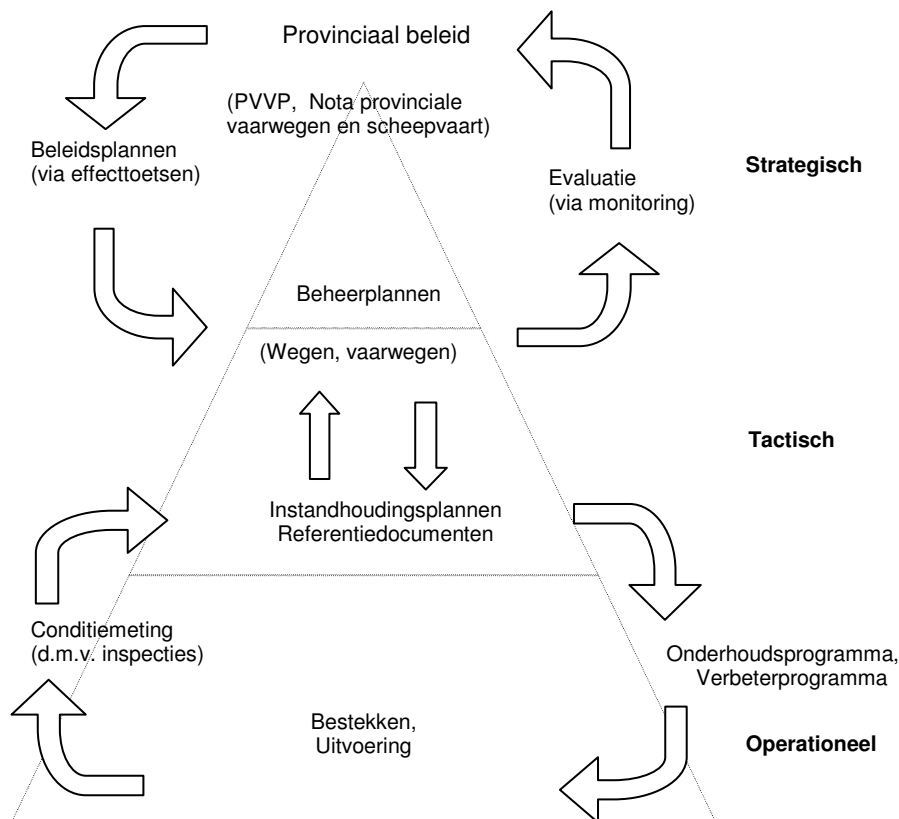 Provinciaal beleid
(PVVP, Nota provinciale
vaarwegen en scheepvaart)
Beleidsplannen
(via effecttoetsen)
Evaluatie
(via monitoring)
Strategisch
Beheerplannen
(Wegen, vaarwegen)
Tactisch
Instandhoudingsplannen
Referentiedocumenten
Conditiemeting
(d.m.v. inspecties)
Onderhoudsprogramma,
Verbeterprogramma
Bestekken,
Uitvoering
Operationeel